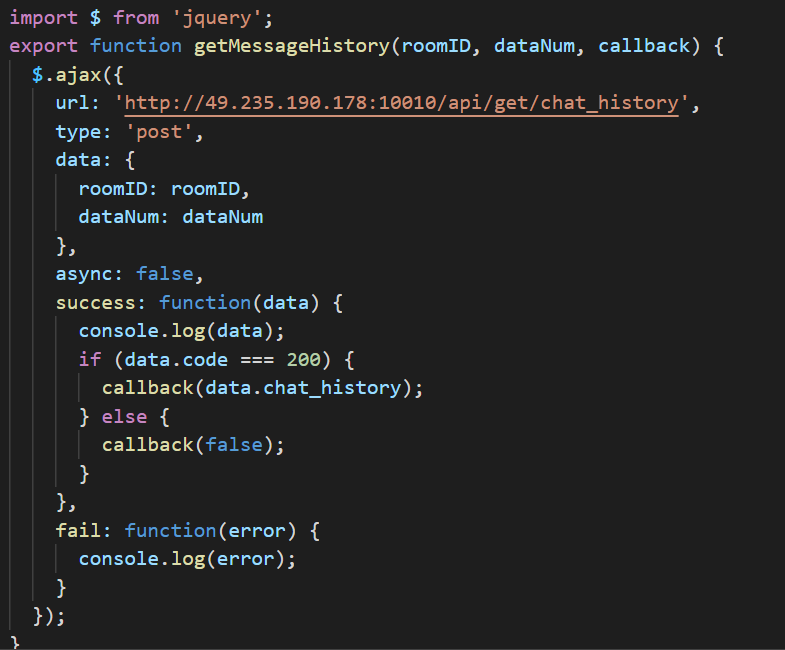 import $ from 'jquery';
export function getMessageHistory(roomID, dataNum, callback) {
  $.ajax({
    url: 'http://49.235.190.178:10010/api/get/chat_history',
    type: 'post',
    data: {
      roomID: roomID,
      dataNum: dataNum
    },
    async: false,
    success: function(data) {
      console.log(data);
      if (data.code === 200) {
        callback(data.chat_history);
      } else {
        callback(false);
      }
    },
    fail: function(error) {
      console.log(error);
    }
  });
}